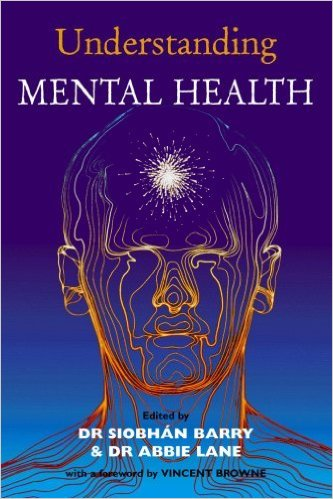 Understanding
MENTAL HEALTH
Edited by
DR SIOBHÁN BARRY
& DR ABBIE LANE
with a foreword by VINCENT BROWNE